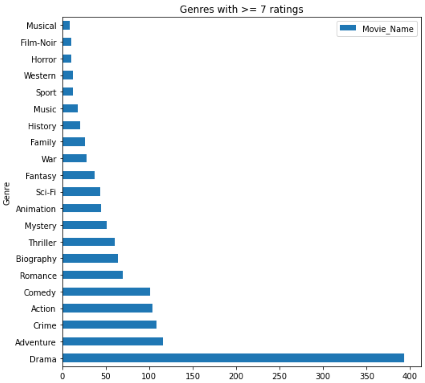 Genres with >= 7 ratings
Movie_Name
Genre
Musical
Film-Noir
Horror
Western
Sport
Music
History
Family
War
Fantasy
Sci-Fi
Animation
Mystery
Thriller
Biography
Romance
Comedy
Action
Crime
Adventure
Drama
0 50 100 150 200 250 300 350 400